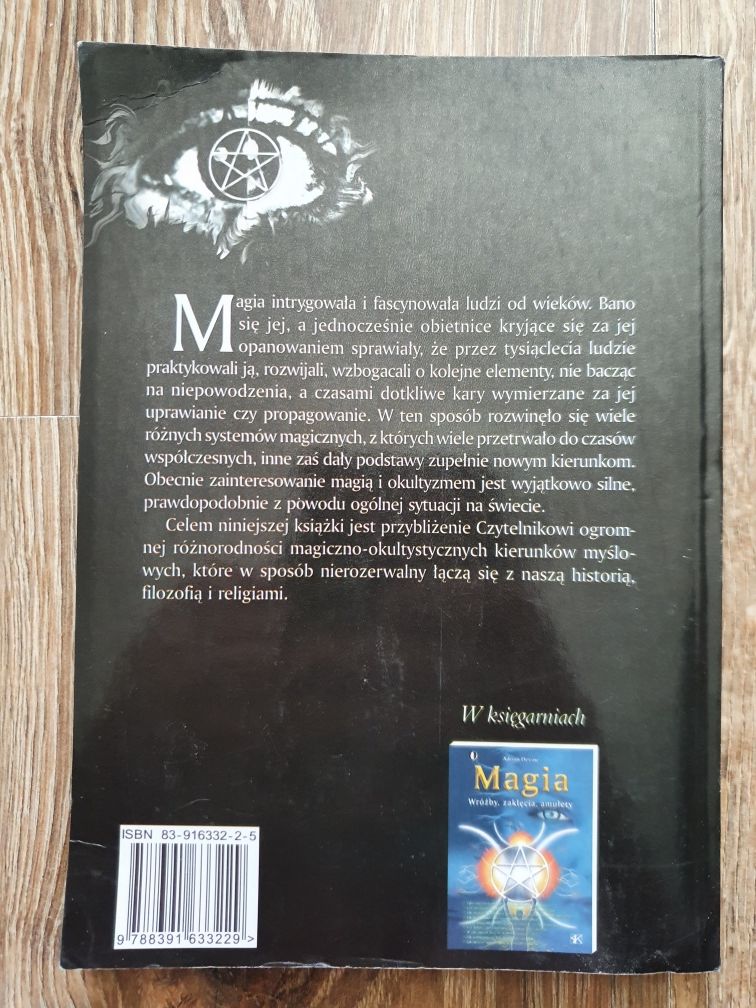 Magia intrygowała i fascynowała ludzi od wieków. Bano
się jej, a jednocześnie obietnice kryjące się za jej
opanowaniem sprawiały, że przez tysiąclecia ludzie
praktykowali ją, rozwijali, wzbogacali o kolejne elementy, nie bacząc
na niepowodzenia, a czasami dotkliwe kary wymierzane za jej
uprawianie czy propagowanie. W ten sposób rozwinęło się wiele
różnych systemów magicznych, z których wiele przetrwało do czasów
współczesnych, inne zaś dały podstawy zupełnie nowym kierunkom.
Obecnie zainteresowanie magią i okultyzmem jest wyjątkowo silne,
prawdopodobnie z powodu ogólnej sytuacji na świecie.
Celem niniejszej książki jest przybliżenie Czytelnikowi ogrom-
nej różnorodności magiczno-okultystycznych kierunków myślo-
wych, które w sposób nierozerwalny łączą się z naszą historią,
filozofią i religiami.
W księgarniach
Magia
Wróżby, zaklęcia, amulety
ISBN 83-916332-2-5
9 788391 633229 >